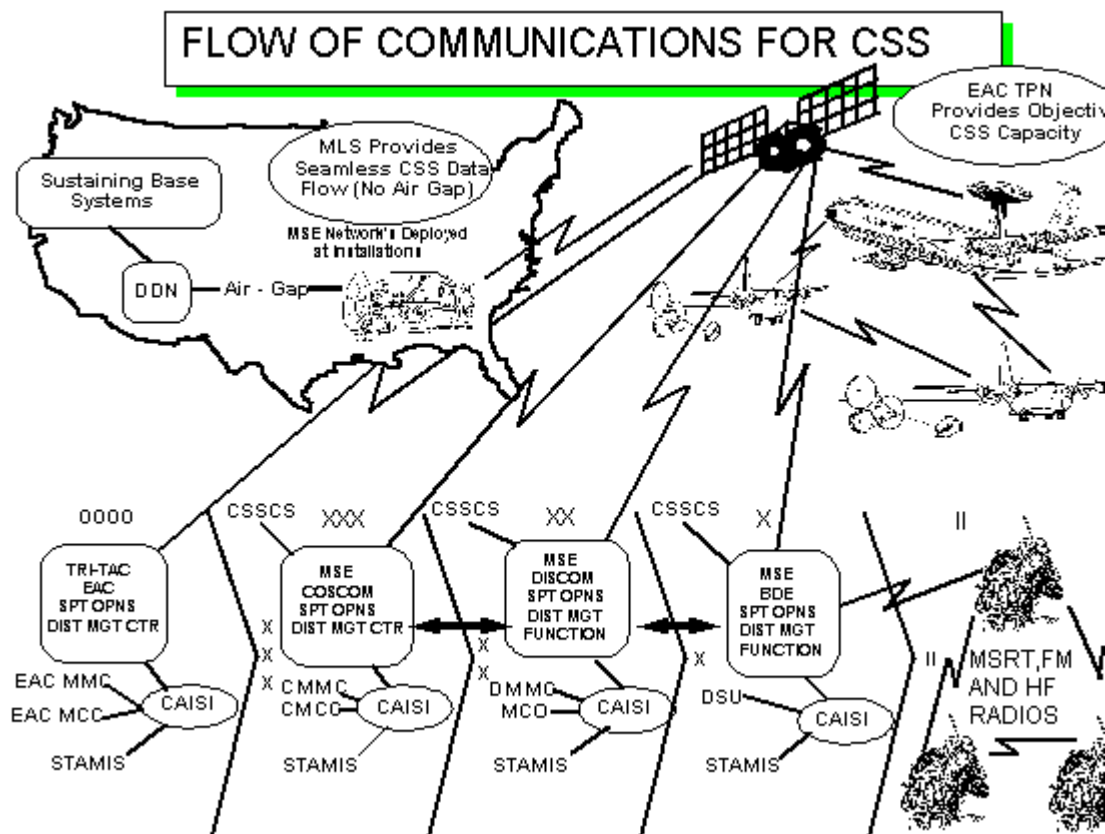 FLOW OF COMMUNICATIONS FOR CSS
EAC TPN
Provides Objectiv
CSS Capacity
MLS Provides
Seamless CSS Data
Flow (No Air Gap)
Sustaining Base
Systems
MSE Network's Deployed
at Installations
DDN
Air - Gap
0000
CSSCS
XXX
CSSCS
XX
CSSCS
X
II
TRI-TAC
EAC
SPT OPNS
DIST MGT CTR
MSE
COSCOM
SPT OPNS
DIST MGT CTR
MSE
DISCOM
SPT OPNS
DIST MGT
FUNCTION
MSE
BDE
SPT OPNS
DIST MGT
FUNCTION
X
X
X
X
X
X
II
MSRT,FM
AND HF
RADIOS
EAC MMC
EAC MCC
CAISI
STAMIS
CMMC
CMCC
CAISI
STAMIS
DMMC
MCO
CAISI
STAMIS
DSU
CAISI
STAMIS